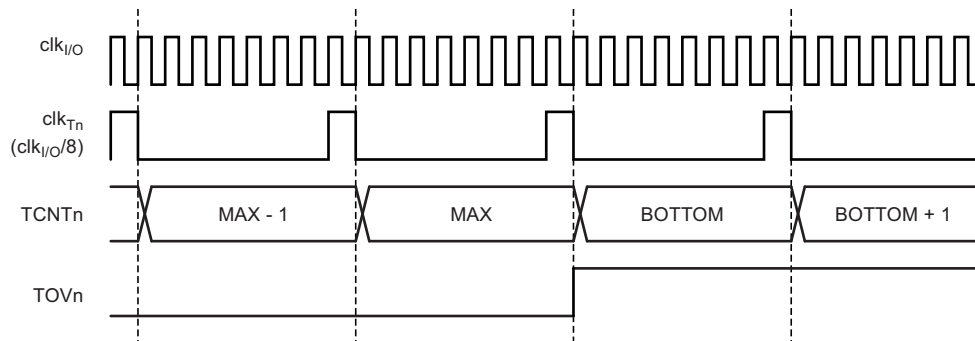 clkI/O
clkTn
(clkI/O/8)
TCNTn MAX - 1 MAX BOTTOM BOTTOM + 1
TOVn